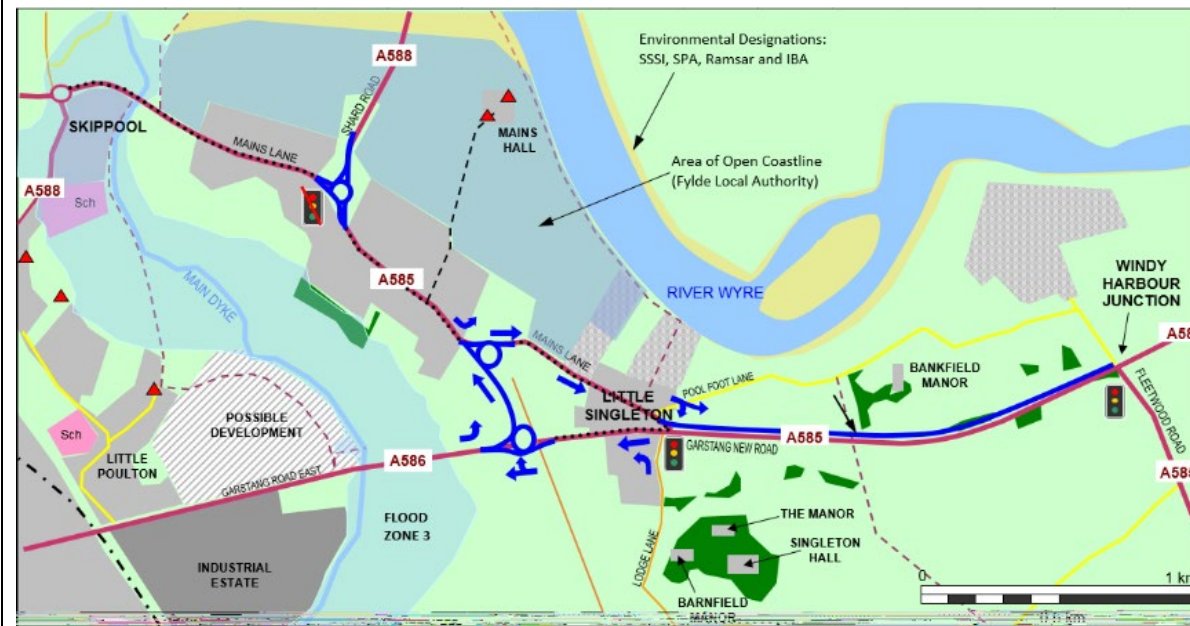 A588
Environmental Designations:
SSSI, SPA, Ramsar and IBA
SKIPPOOL
SHARD ROAD
MAINS
HALL
MAINS LANE
Area of Open Coastline
(Fylde Local Authority)
A588
Sch
A585
MAIN DYKE
RIVER WYRE
WINDY
HARBOUR
JUNCTION
MAINS LANE
POOL FOOT LANE
BANKFIELD
MANOR
FLEETWOOD ROAD
LITTLE
SINGLETON
POSSIBLE
DEVELOPMENT
Sch
LITTLE
POULTON
A586
GARSTANG NEW ROAD
A585
GARSTANG ROAD EAST
FLOOD
ZONE 3
LODGE LANE
THE MANOR
SINGLETON
HALL
INDUSTRIAL
ESTATE
BARNFIELD
MANOR
0